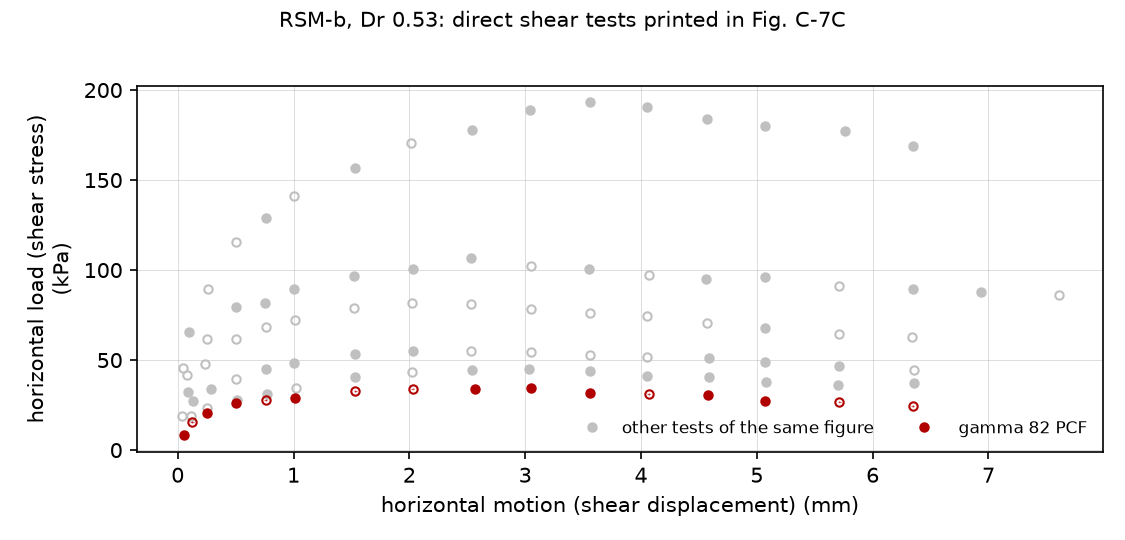 RSM-b, Dr 0.53: direct shear tests printed in Fig. C-7C
horizontal load (shear stress)
(kPa)
200
150
100
50
0
other tests of the same figure
gamma 82 PCF
0 1 2 3 4 5 6 7
horizontal motion (shear displacement) (mm)